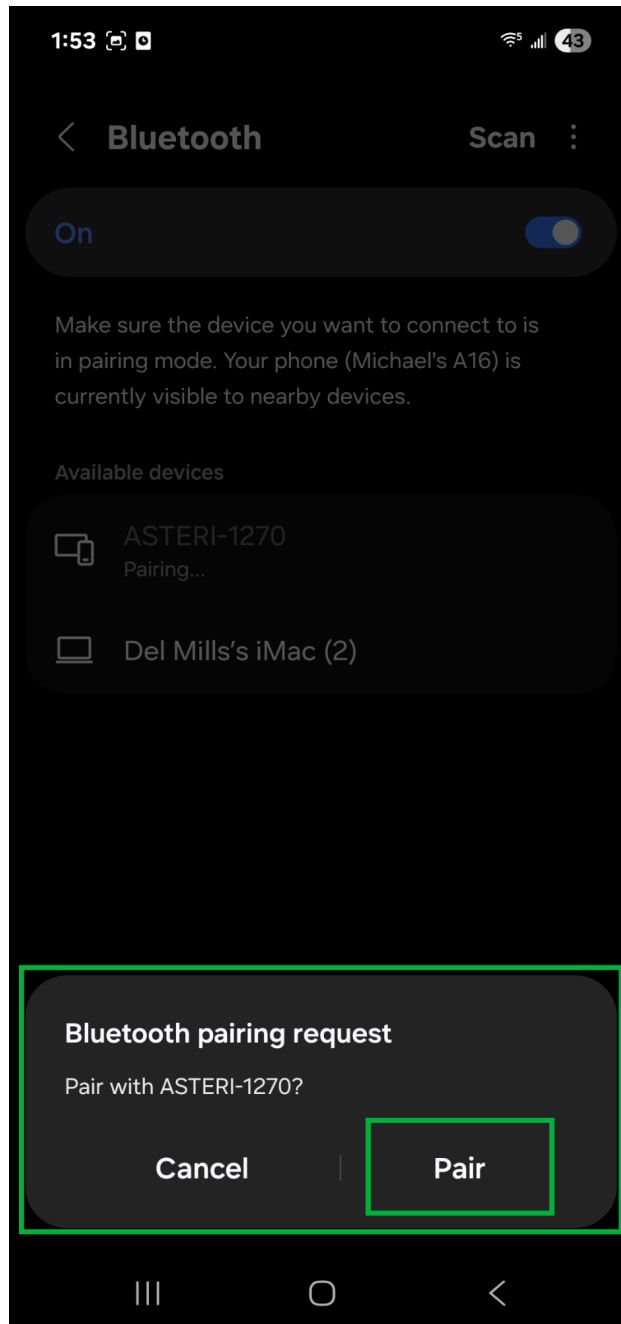 1:53 5 43
Bluetooth Scan
On
Make sure the device you want to connect to is
in pairing mode. Your phone (Michael's A16) is
currently visible to nearby devices.
Available devices
ASTERI-1270
Pairing...
Del Mills's iMac (2)
Bluetooth pairing request
Pair with ASTERI-1270?
Cancel Pair